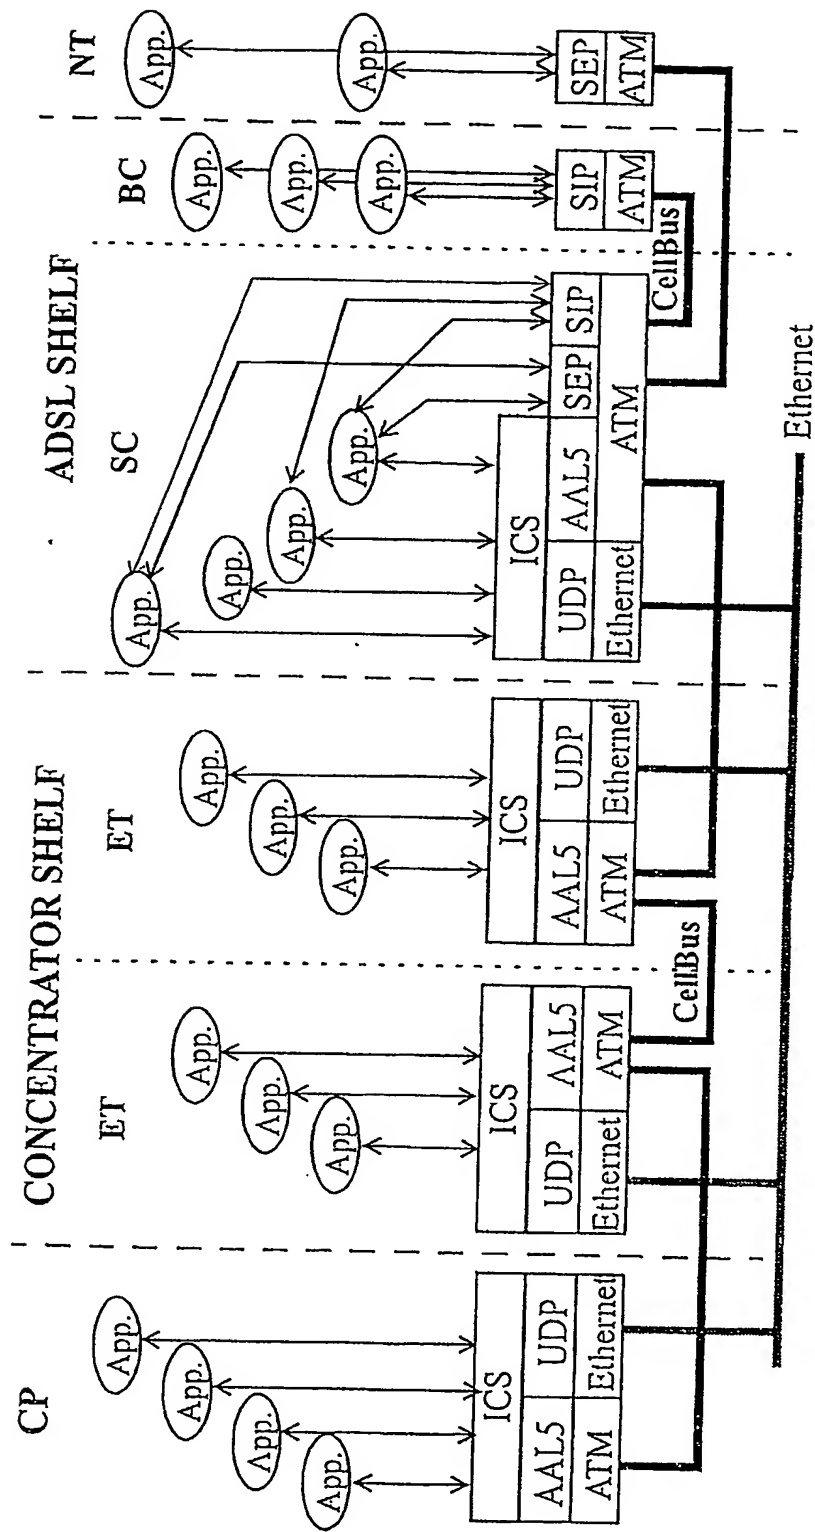 CP
CONCENTRATOR SHELF
ADSL SHELF
ET
ET
SC
BC
NT
App.
App.
App.
App.
ICS
AAL5
UDP
ATM
Ethernet
App.
App.
App.
ICS
UDP
AAL5
Ethernet
ATM
CellBus
App.
App.
App.
ICS
AAL5
UDP
ATM
Ethernet
App.
App.
App.
App.
ICS
UDP
AAL5
SEP
SIP
Ethernet
ATM
CellBus
App.
App.
App.
SIP
ATM
App.
App.
SEP
ATM
Ethernet